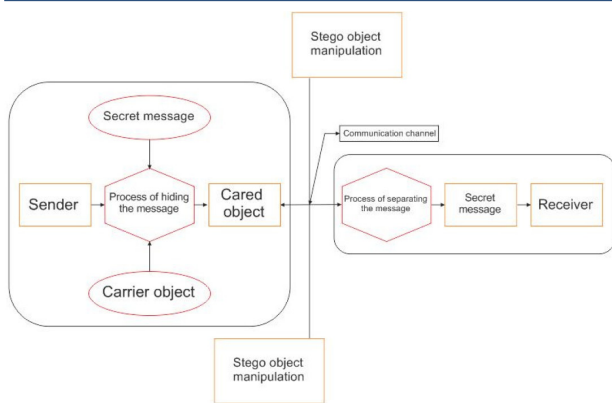 Stego object
manipulation
Secret message
Communication channel
Sender
Process of hiding
the message
Cared
object
Process of separating
the message
Secret
message
Receiver
Carrier object
Stego object
manipulation